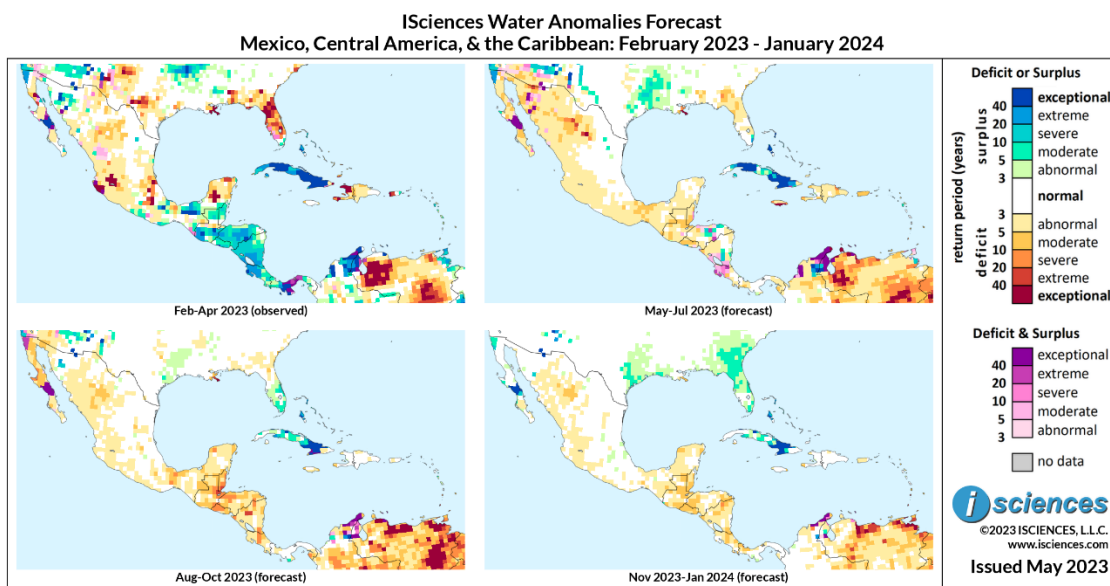 ISciences Water Anomalies Forecast
Mexico, Central America, & the Caribbean: February 2023 - January 2024
Feb-Apr 2023 (observed)
May-Jul 2023 (forecast)
Aug-Oct 2023 (forecast)
Nov 2023-Jan 2024 (forecast)
Deficit or Surplus
return period (years)
surplus
deficit
exceptional
40
extreme
20
severe
10
moderate
5
abnormal
3
normal
3
abnormal
5
moderate
10
severe
20
extreme
40
exceptional
Deficit & Surplus
exceptional
40
extreme
20
severe
10
moderate
5
abnormal
3
no data
i sciences
©2023 ISCIENCES, L.L.C.
www.isciences.com
Issued May 2023